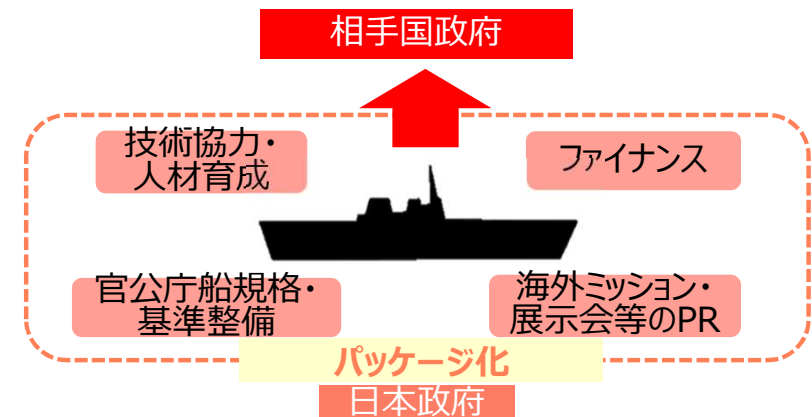 相手国政府
技術協力・
人材育成
ファイナンス
官公庁船規格・
基準整備
海外ミッション・
展示会等のPR
パッケージ化
日本政府